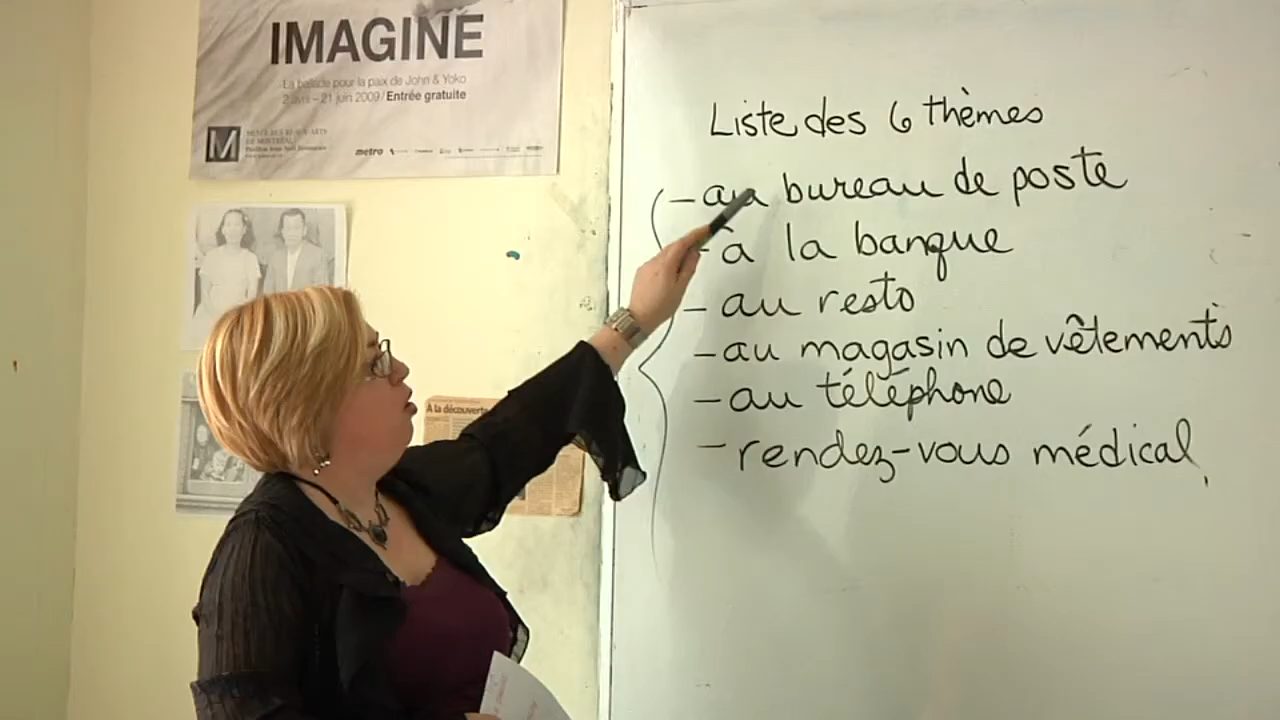 IMAGINE
La ballade pour la paix de John & Yoko
2 avril – 21 juin 2009 / Entrée gratuite
M
MUSÉE DES BEAUX-ARTS
DE MONTRÉAL
metro
À la découverte
Liste des 6 thèmes
– au bureau de poste
- à la banque
– au resto
– au magasin de vêtements
– au téléphone
– rendez-vous médical